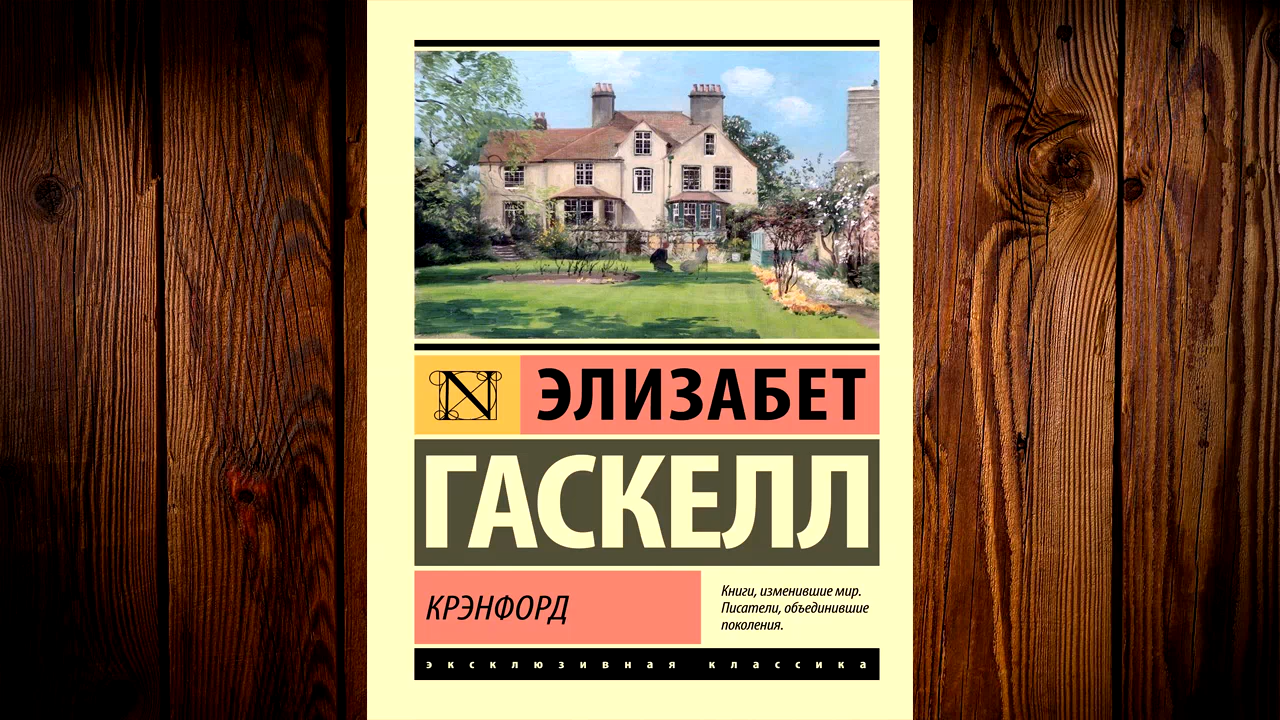 N
ЭЛИЗАБЕТ
ГАСКЕЛЛ
КРЭНФОРД
Книги, изменившие мир.
Писатели, объединившие
поколения.
эксклюзивная классика